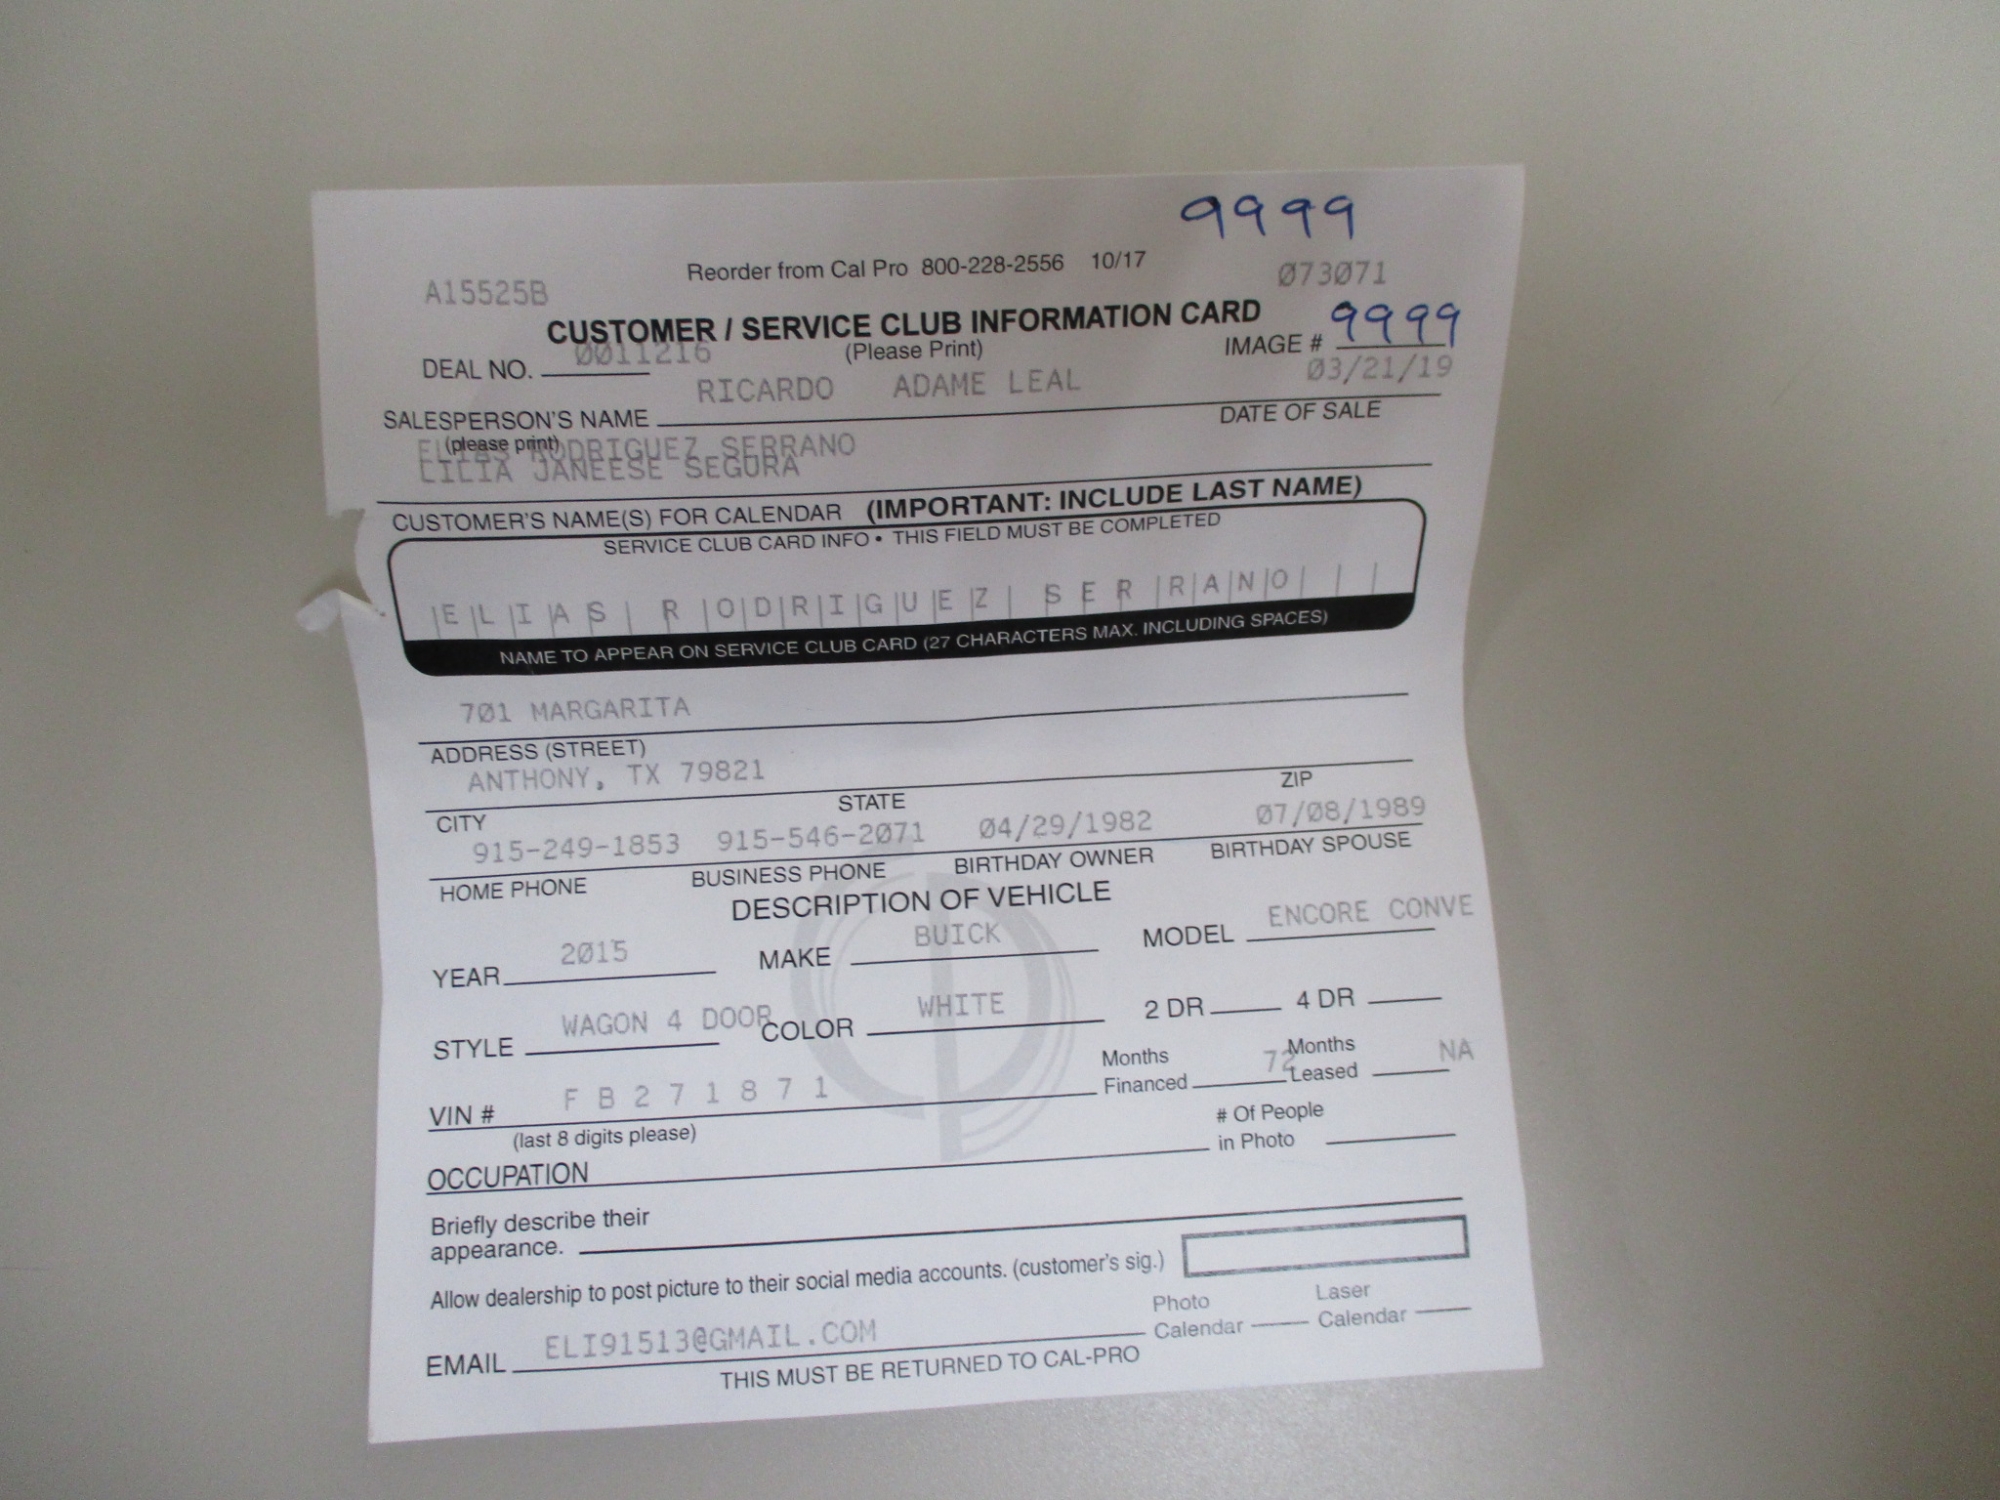 9999
Reorder from Cal Pro 800-228-2556 10/17
A15525B 073071
CUSTOMER / SERVICE CLUB INFORMATION CARD
(Please Print)
IMAGE # 9999
DEAL NO. 0011216
03/21/19
RICARDO ADAME LEAL
SALESPERSON'S NAME DATE OF SALE
(please print)
ELIAS RODRIGUEZ SERRANO
LILIA JANEESE SEGURA
CUSTOMER'S NAME(S) FOR CALENDAR (IMPORTANT: INCLUDE LAST NAME)
SERVICE CLUB CARD INFO • THIS FIELD MUST BE COMPLETED
ELIAS RODRIGUEZ SERRANO
NAME TO APPEAR ON SERVICE CLUB CARD (27 CHARACTERS MAX. INCLUDING SPACES)
701 MARGARITA
ADDRESS (STREET)
ANTHONY, TX 79821
CITY STATE ZIP
915-249-1853 915-546-2071 04/29/1982 07/08/1989
HOME PHONE BUSINESS PHONE BIRTHDAY OWNER BIRTHDAY SPOUSE
DESCRIPTION OF VEHICLE
YEAR 2015 MAKE BUICK MODEL ENCORE CONVE
STYLE WAGON 4 DOOR COLOR WHITE 2 DR 4 DR
VIN # F B 2 7 1 8 7 1 Months Financed 72 Months Leased NA
(last 8 digits please)
# Of People
in Photo
OCCUPATION
Briefly describe their
appearance.
Allow dealership to post picture to their social media accounts. (customer's sig.)
Photo Calendar Laser Calendar
EMAIL ELI91513@GMAIL.COM
THIS MUST BE RETURNED TO CAL-PRO